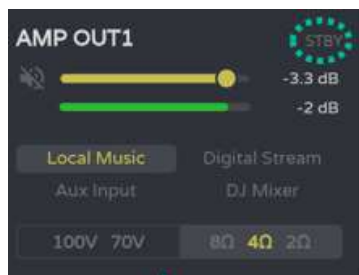 AMP OUT1 STBY
-3.3 dB
-2 dB
Local Music Digital Stream
Aux Input DJ Mixer
100V 70V 8Ω 4Ω 2Ω